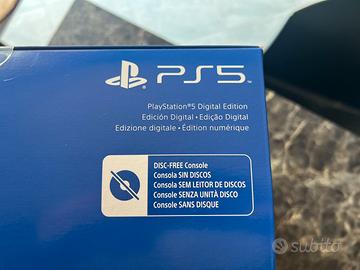 PS5
PlayStation®5 Digital Edition
Edición Digital • Edição Digital
Edizione digitale • Édition numérique
DISC-FREE Console
Consola SIN DISCOS
Consola SEM LEITOR DE DISCOS
Console SENZA UNITÀ DISCO
Console SANS DISQUE
subito